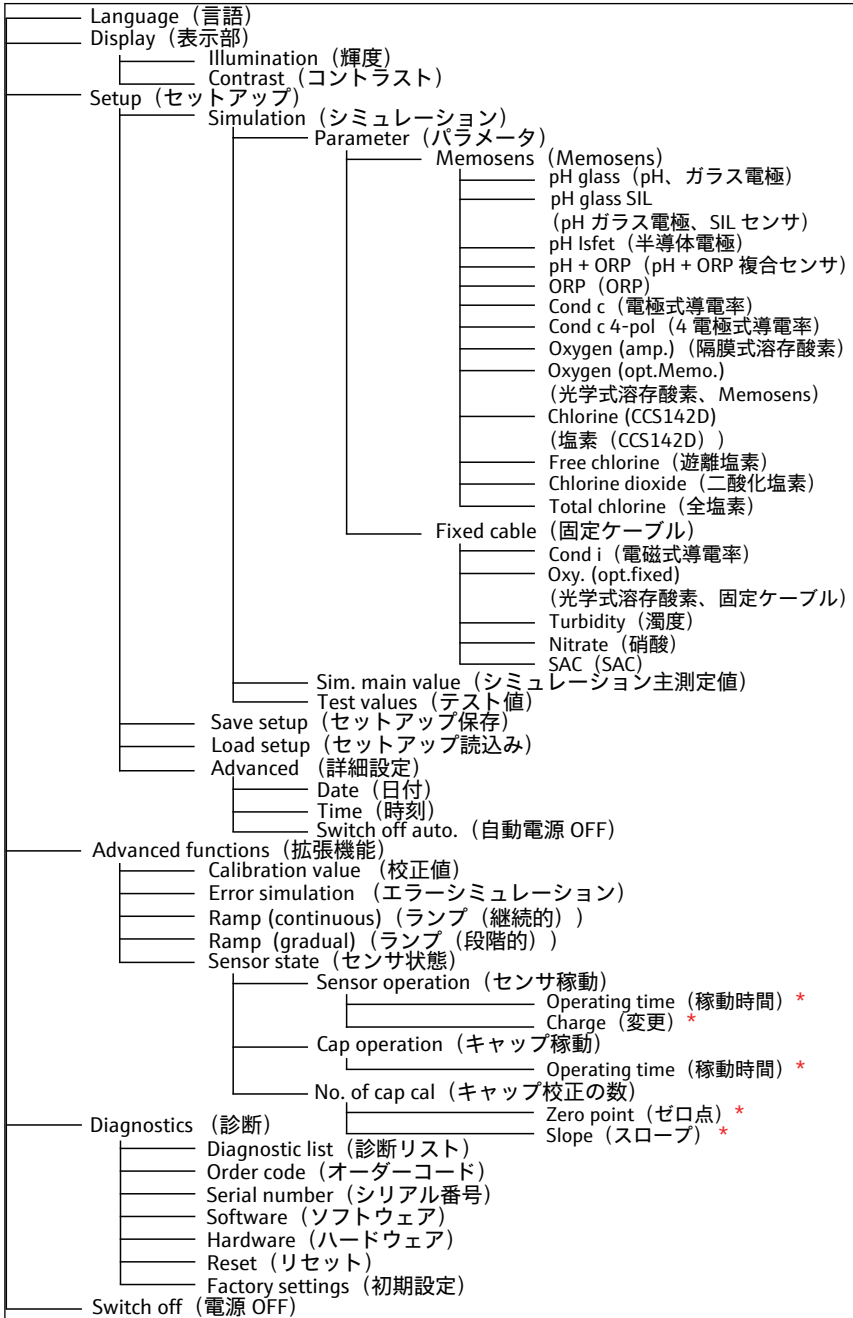 Language（言語）
Display（表示部）
Illumination（輝度）
Contrast（コントラスト）
Setup（セットアップ）
Simulation（シミュレーション）
Parameter（パラメータ）
Memosens（Memosens）
pH glass（pH、ガラス電極）
pH glass SIL
（pH ガラス電極、SIL センサ）
pH Isfet（半導体電極）
pH + ORP（pH + ORP 複合センサ）
ORP（ORP）
Cond c（電極式導電率）
Cond c 4-pol（4 電極式導電率）
Oxygen (amp.)（隔膜式溶存酸素）
Oxygen (opt.Memo.)
（光学式溶存酸素、Memosens）
Chlorine (CCS142D)
（塩素（CCS142D））
Free chlorine（遊離塩素）
Chlorine dioxide（二酸化塩素）
Total chlorine（全塩素）
Fixed cable（固定ケーブル）
Cond i（電磁式導電率）
Oxy. (opt.fixed)
（光学式溶存酸素、固定ケーブル）
Turbidity（濁度）
Nitrate（硝酸）
SAC（SAC）
Sim. main value（シミュレーション主測定値）
Test values（テスト値）
Save setup（セットアップ保存）
Load setup（セットアップ読込み）
Advanced（詳細設定）
Date（日付）
Time（時刻）
Switch off auto.（自動電源 OFF）
Advanced functions（拡張機能）
Calibration value（校正値）
Error simulation（エラーシミュレーション）
Ramp (continuous)（ランプ（継続的））
Ramp (gradual)（ランプ（段階的））
Sensor state（センサ状態）
Sensor operation（センサ稼動）
Operating time（稼動時間）*
Charge（変更）*
Cap operation（キャップ稼動）
Operating time（稼動時間）*
No. of cap cal（キャップ校正の数）
Zero point（ゼロ点）*
Slope（スロープ）*
Diagnostics（診断）
Diagnostic list（診断リスト）
Order code（オーダーコード）
Serial number（シリアル番号）
Software（ソフトウェア）
Hardware（ハードウェア）
Reset（リセット）
Factory settings（初期設定）
Switch off（電源 OFF）